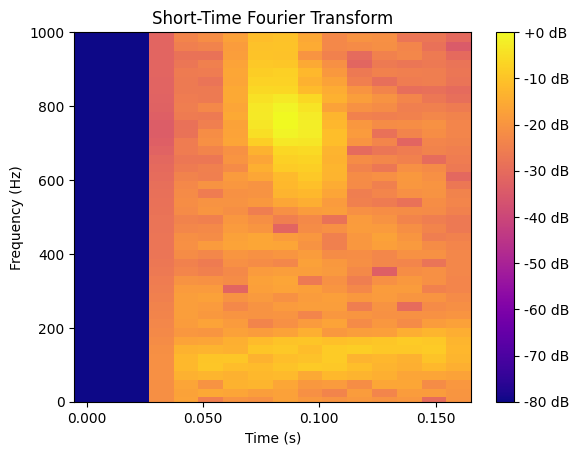 Short-Time Fourier Transform
Frequency (Hz)
1000
800
600
400
200
0
0.000
0.050
0.100
0.150
Time (s)
+0 dB
-10 dB
-20 dB
-30 dB
-40 dB
-50 dB
-60 dB
-70 dB
-80 dB